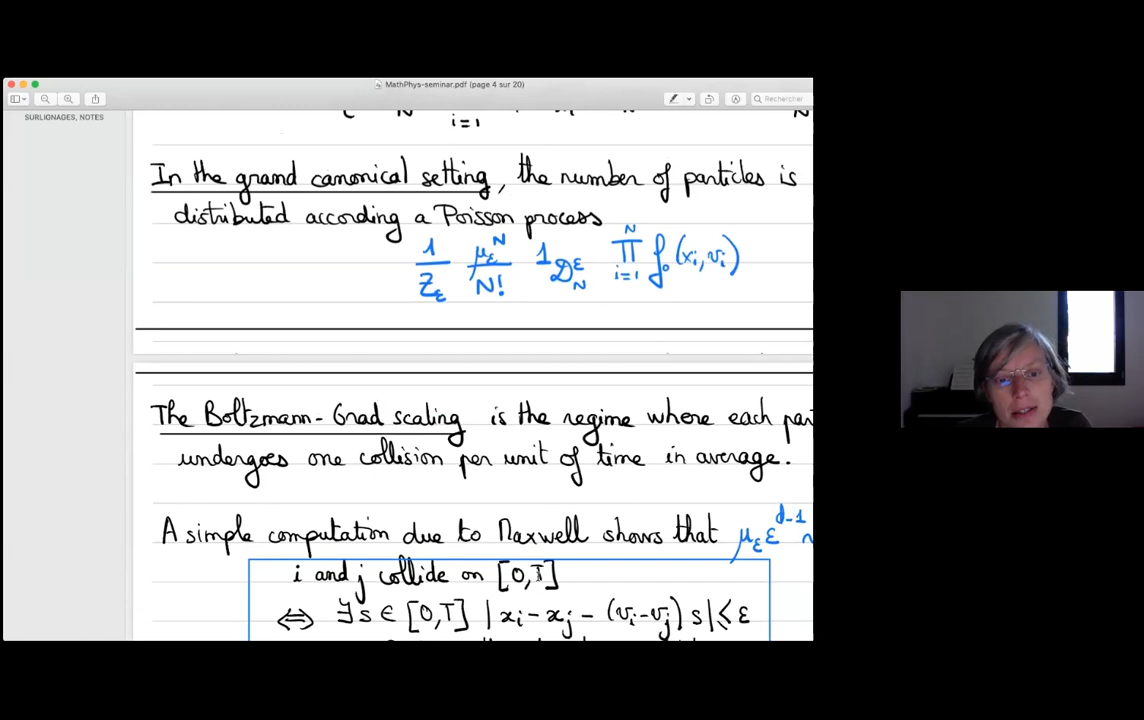 MathPhys-seminar.pdf (page 4 sur 20)
Rechercher
SURLIGNAGES, NOTES
i=1
In the grand canonical setting, the number of particles is
distributed according a Poisson process
1/Z_ε μ_ε^N/N! 1_{D_N^ε} ∏_{i=1}^N f_0(x_i, v_i)
The Boltzmann-Grad scaling is the regime where each par
undergoes one collision per unit of time in average.
A simple computation due to Maxwell shows that μ_ε ε^{d-1}
i and j collide on [0,T]
⇔ ∃ s ∈ [0,T] | x_i - x_j - (v_i - v_j) s | ≤ ε